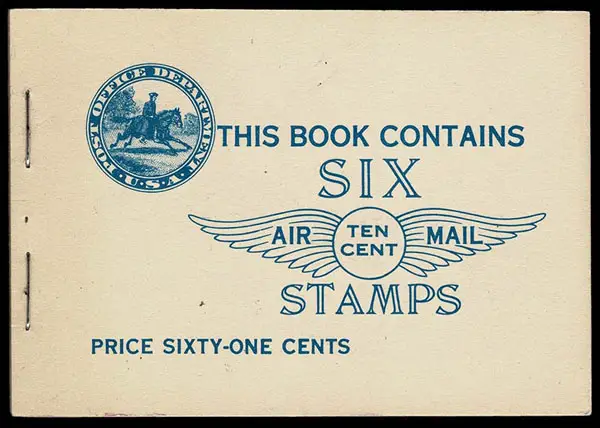 POST OFFICE DEPARTMENT
· U · S · A ·
THIS BOOK CONTAINS
SIX
AIR TEN CENT MAIL
STAMPS
PRICE SIXTY-ONE CENTS